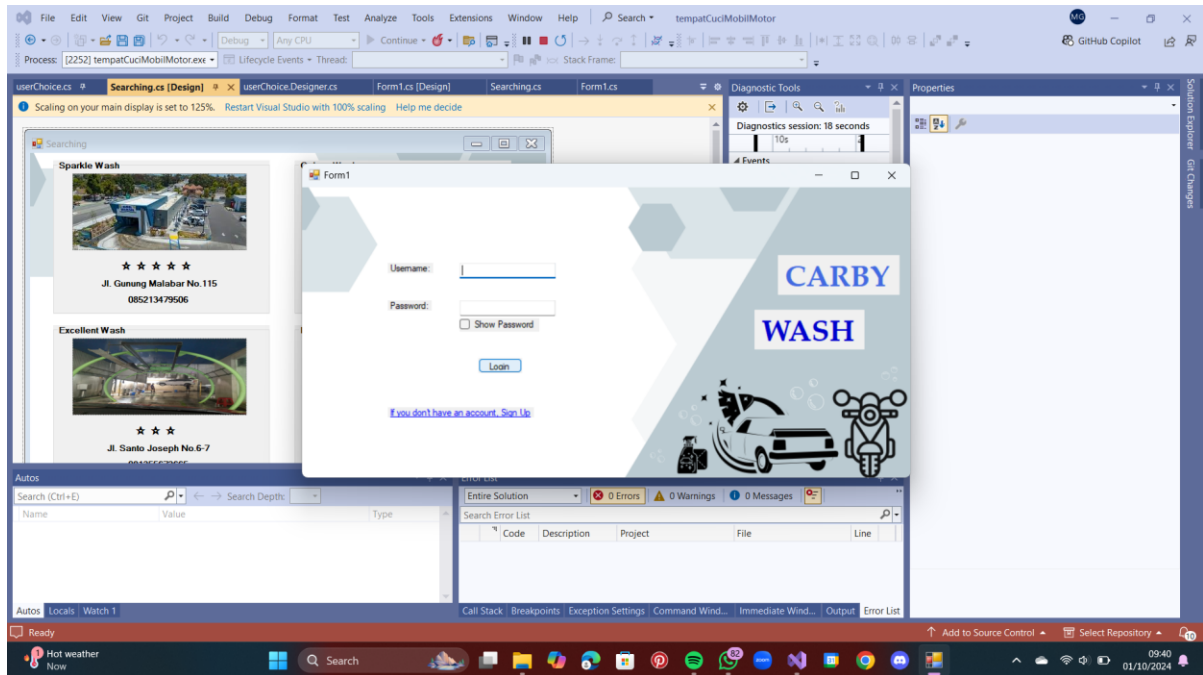 File Edit View Git Project Build Debug Format Test Analyze Tools Extensions Window Help Search tempatCuciMobilMotor MG
Debug Any CPU Continue GitHub Copilot
Process: [2252] tempatCuciMobilMotor.exe Lifecycle Events Thread: Stack Frame:
userChoice.cs Searching.cs [Design] userChoice.Designer.cs Form1.cs [Design] Searching.cs Form1.cs
Diagnostic Tools
Properties
Solution Explorer
Git Changes
Scaling on your main display is set to 125%. Restart Visual Studio with 100% scaling Help me decide
Diagnostics session: 18 seconds
10s
Events
Searching
Sparkle Wash
Jl. Gunung Malabar No.115
085213479506
Excellent Wash
Jl. Santo Joseph No.6-7
Form1
Username:
Password:
Show Password
Login
If you don't have an account, Sign Up
CARBY
WASH
Autos
Search (Ctrl+E) Search Depth:
Name Value Type
Error List
Entire Solution 0 Errors 0 Warnings 0 Messages
Search Error List
Code Description Project File Line
Autos Locals Watch 1
Call Stack Breakpoints Exception Settings Command Wind... Immediate Wind... Output Error List
Ready
Add to Source Control Select Repository 10
1 Hot weather
Now
Search
82
zoom
09:40
01/10/2024